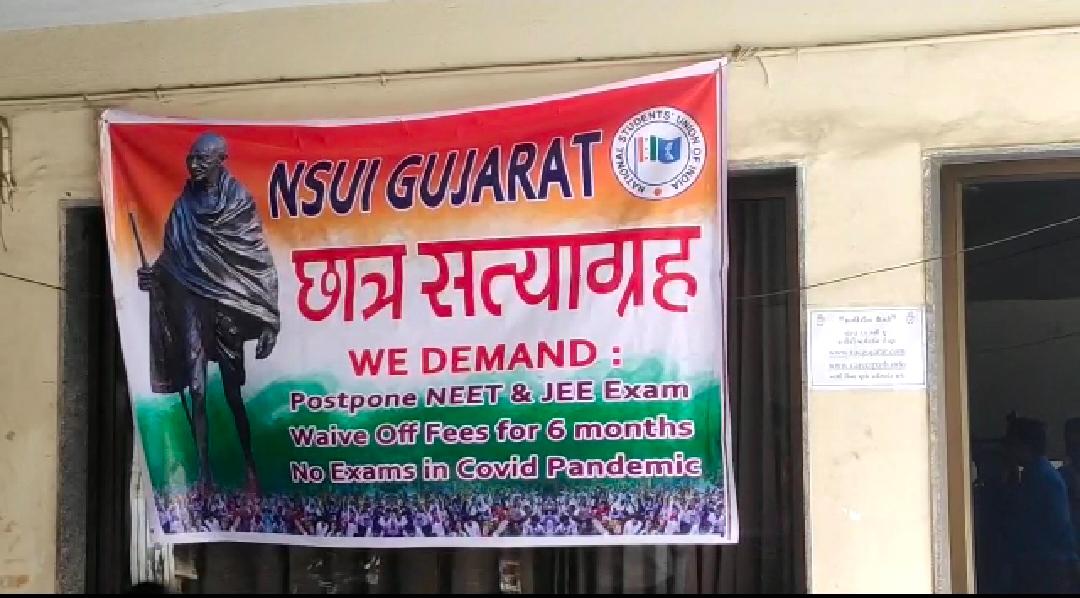 NSUI GUJARAT
NATIONAL STUDENTS' UNION OF INDIA
छात्र सत्याग्रह
WE DEMAND :
Postpone NEET & JEE Exam
Waive Off Fees for 6 months
No Exams in Covid Pandemic